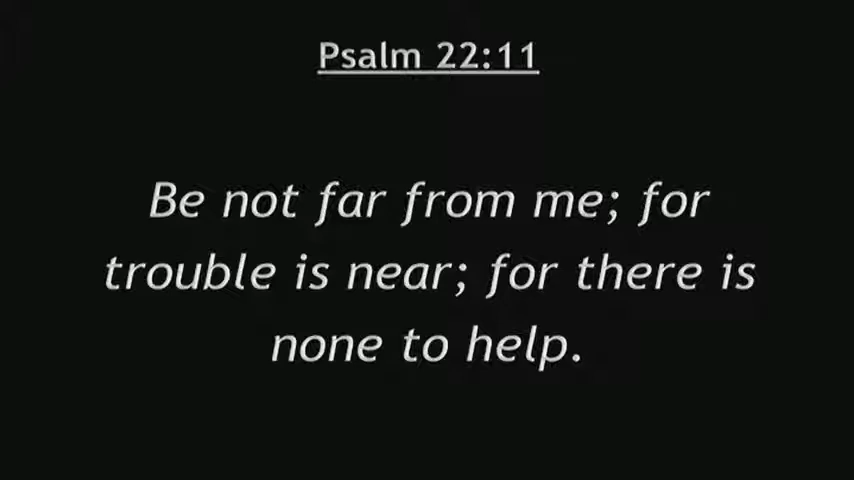 Psalm 22:11
Be not far from me; for
trouble is near; for there is
none to help.